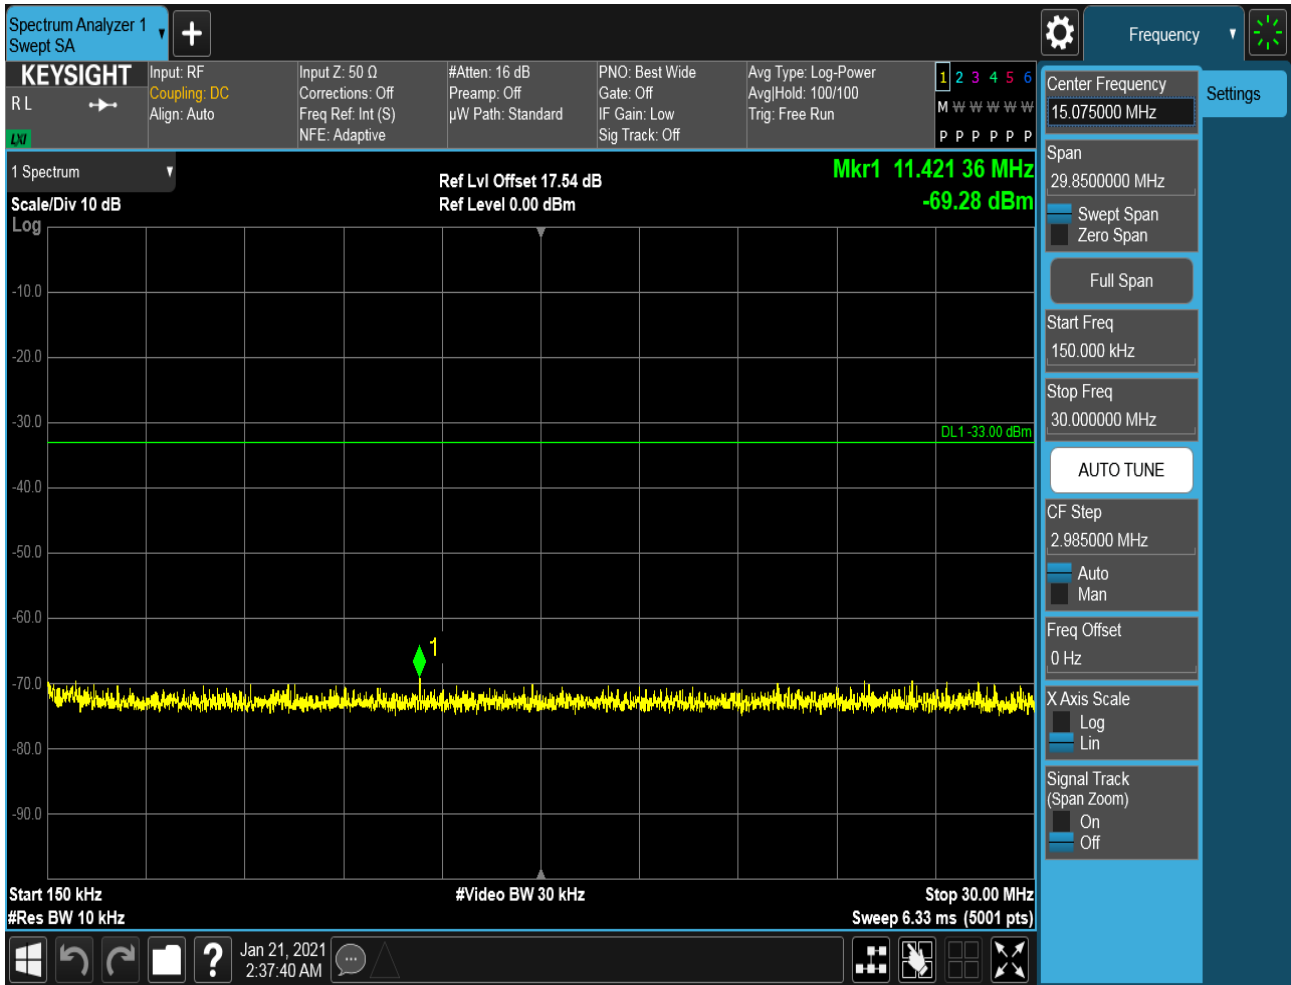 Spectrum Analyzer 1
Swept SA
Frequency
KEYSIGHT
R L
LXI
Input: RF
Coupling: DC
Align: Auto
Input Z: 50 Ω
Corrections: Off
Freq Ref: Int (S)
NFE: Adaptive
#Atten: 16 dB
Preamp: Off
µW Path: Standard
PNO: Best Wide
Gate: Off
IF Gain: Low
Sig Track: Off
Avg Type: Log-Power
Avg|Hold: 100/100
Trig: Free Run
1 2 3 4 5 6
M W W W W W
P P P P P P
1 Spectrum
Scale/Div 10 dB
Log
Ref Lvl Offset 17.54 dB
Ref Level 0.00 dBm
Mkr1 11.421 36 MHz
-69.28 dBm
-10.0
-20.0
-30.0
DL1 -33.00 dBm
-40.0
-50.0
-60.0
1
-70.0
-80.0
-90.0
Start 150 kHz
#Res BW 10 kHz
#Video BW 30 kHz
Stop 30.00 MHz
Sweep 6.33 ms (5001 pts)
Jan 21, 2021
2:37:40 AM
Center Frequency
15.075000 MHz
Settings
Span
29.8500000 MHz
Swept Span
Zero Span
Full Span
Start Freq
150.000 kHz
Stop Freq
30.000000 MHz
AUTO TUNE
CF Step
2.985000 MHz
Auto
Man
Freq Offset
0 Hz
X Axis Scale
Log
Lin
Signal Track
(Span Zoom)
On
Off